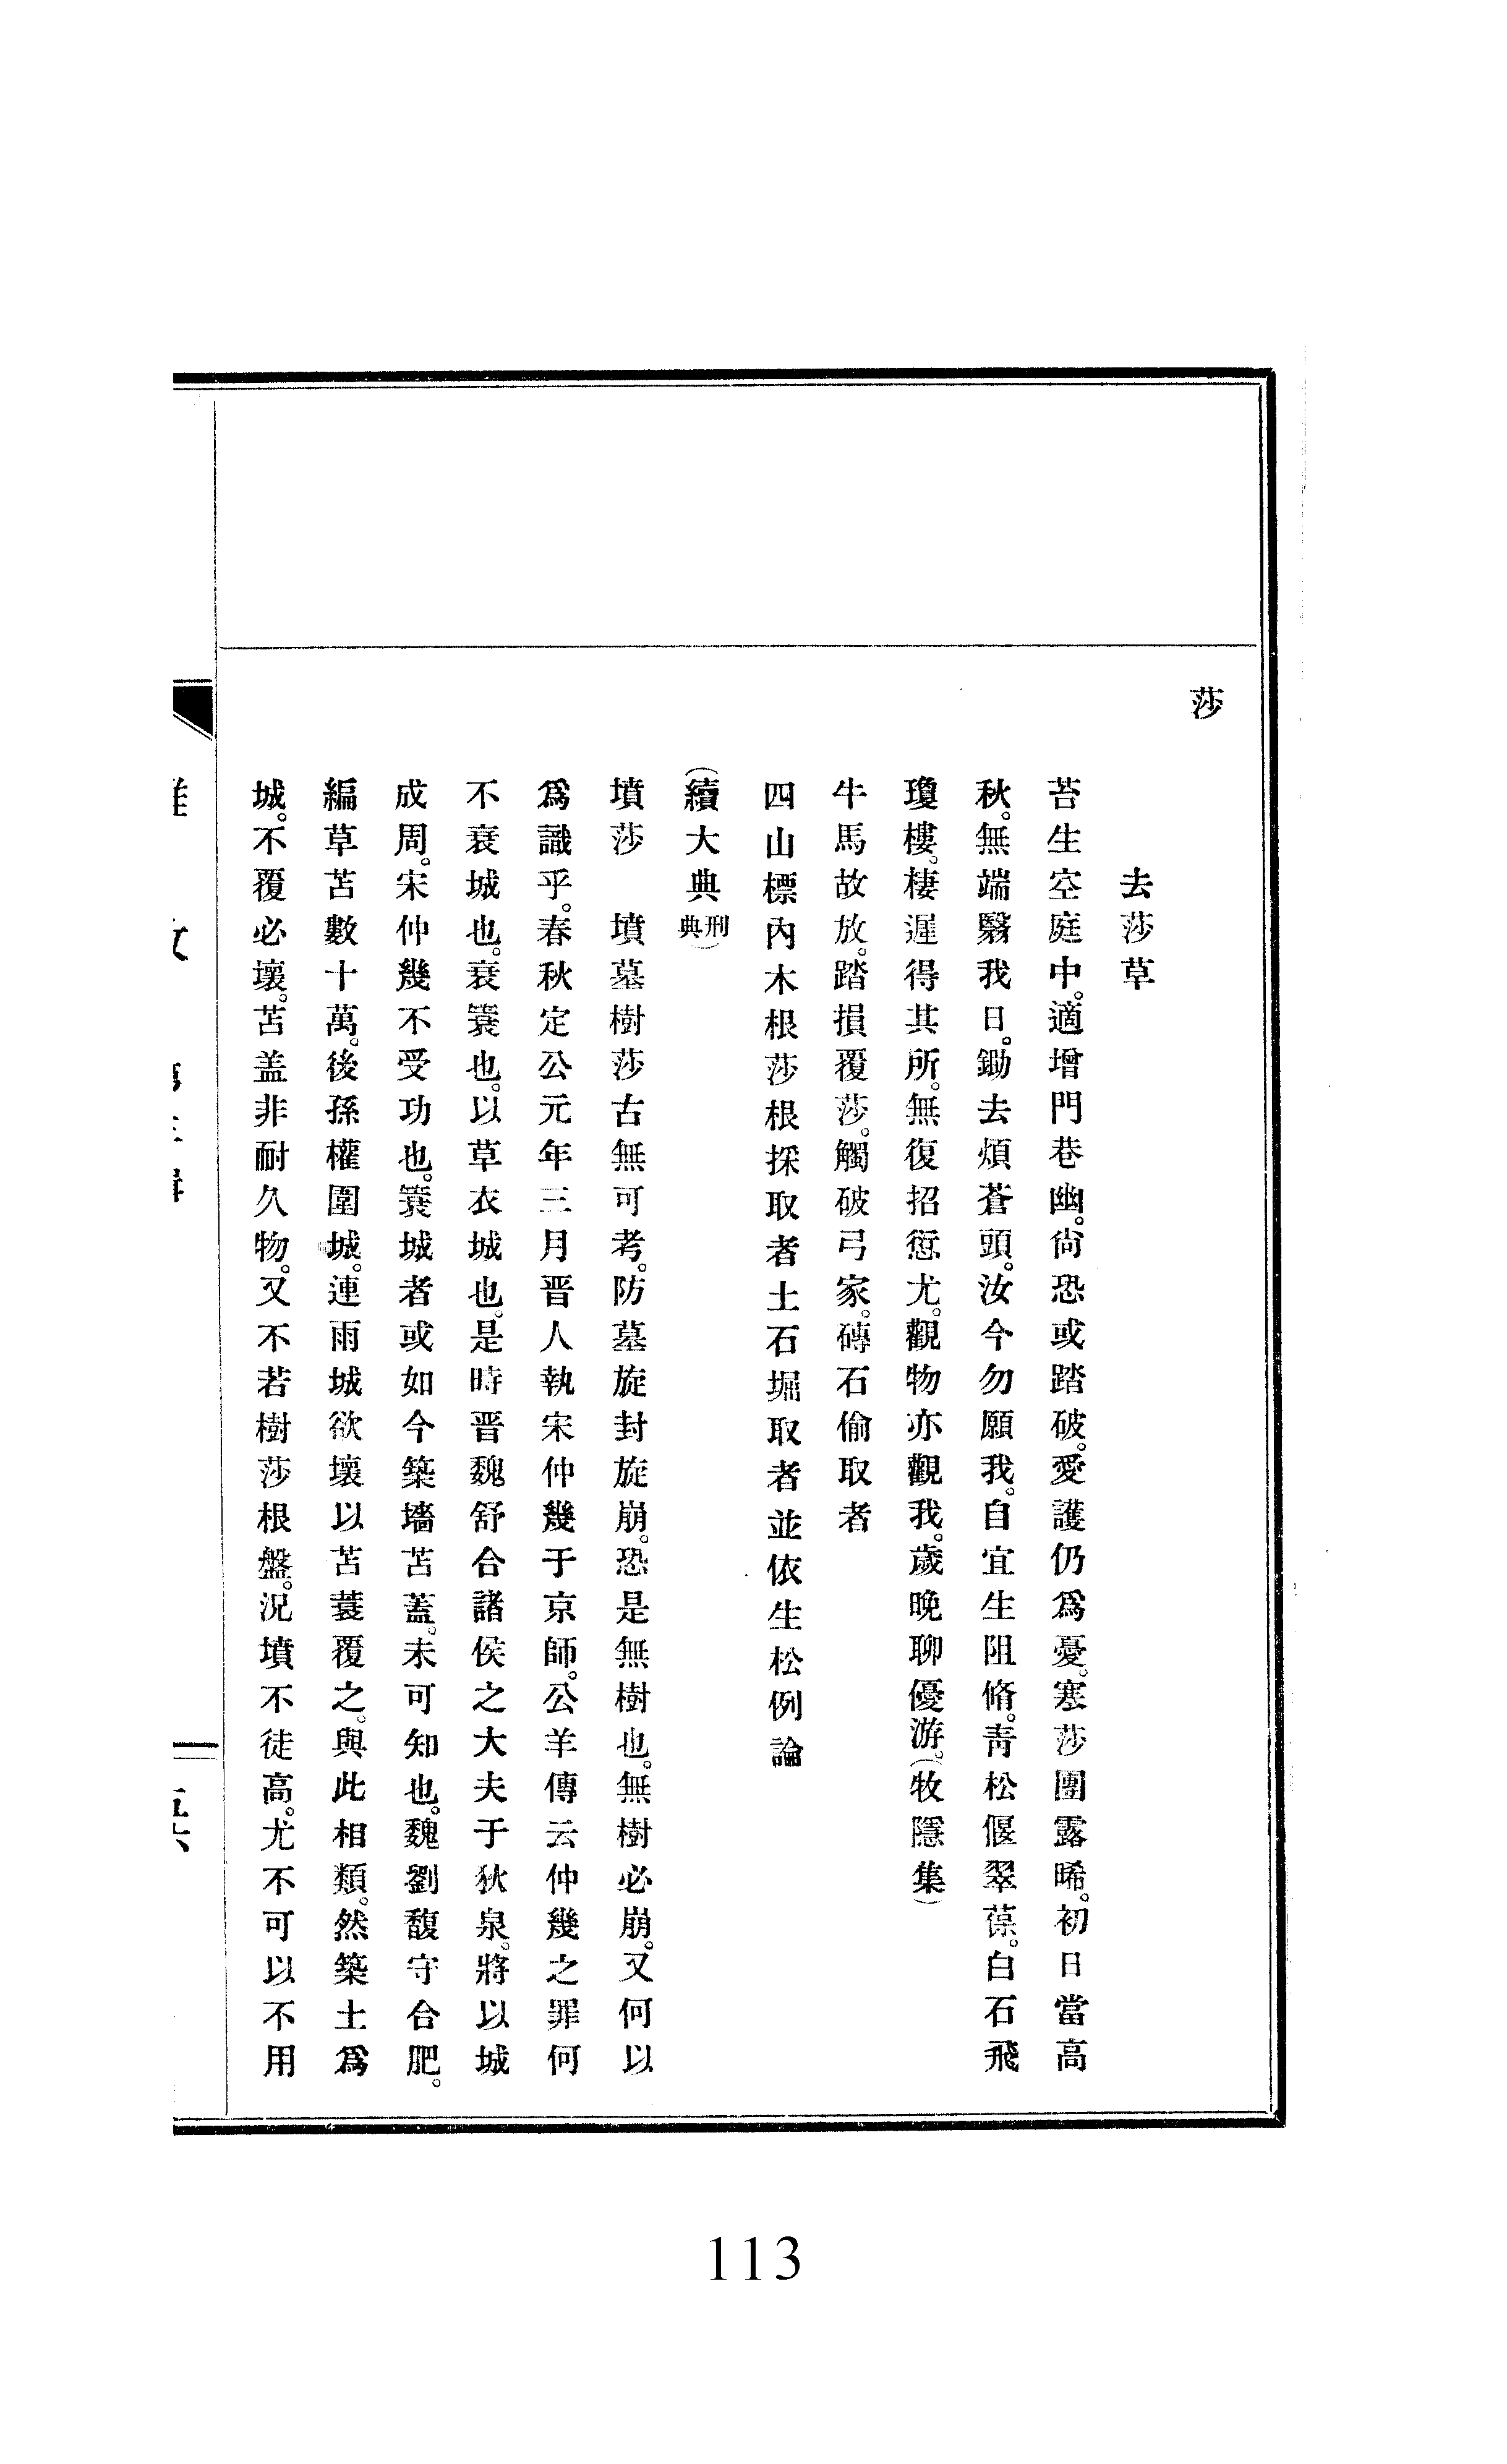 莎
去莎草
苔生空庭中。適增門巷幽。尙恐或踏破。愛護仍爲憂。寒莎團露晞。初日當高
秋。無端翳我日。鋤去煩蒼頭。汝今勿願我。自宜生阻脩。靑松偃翠葆。白石飛
瓊樓。棲遲得其所。無復招愆尤。觀物亦觀我。歲晚聊優游。(牧隱集)
牛馬故放。踏損覆莎。觸破弓家。磚石偷取者
四山標內木根莎根採取者土石堀取者並依生松例論
(續大典刑典)
墳莎　墳墓樹莎古無可考。防墓旋封旋崩。恐是無樹也。無樹必崩。又何以
爲識乎。春秋定公元年三月晋人執宋仲幾于京師。公羊傳云仲幾之罪何
不衰城也。衰簑也。以草衣城也。是時晋魏舒合諸侯之大夫于狄泉。將以城
成周。宋仲幾不受功也。簑城者或如今築墻苫蓋。未可知也。魏劉馥守合肥。
編草苫數十萬。後孫權圍城。連雨城欲壞以苫蓑覆之。與此相類。然築土爲
城。不覆必壞。苫盖非耐久物。又不若樹莎根盤。況墳不徒高。尤不可以不用
113